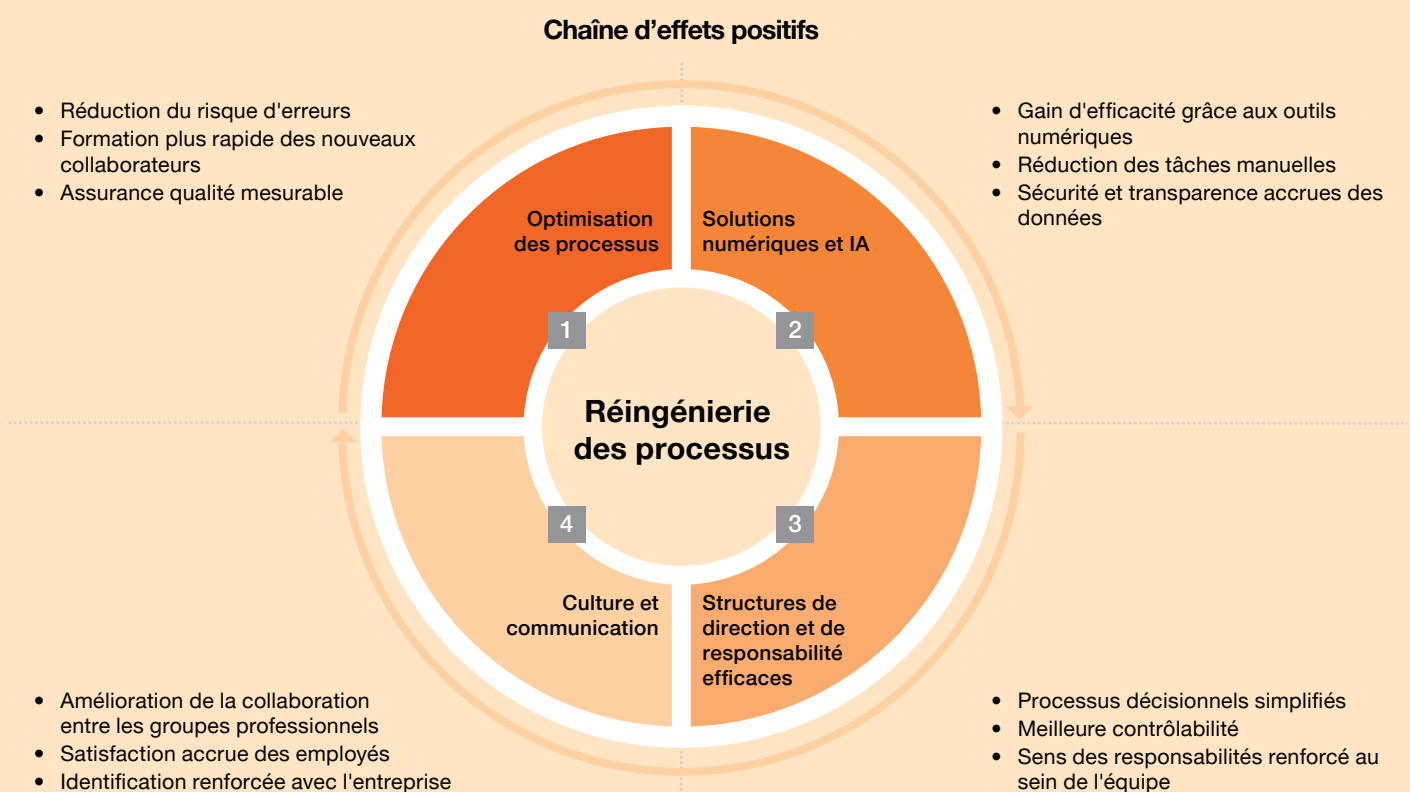 Chaîne d’effets positifs
• Réduction du risque d'erreurs
• Formation plus rapide des nouveaux
collaborateurs
• Assurance qualité mesurable
• Gain d'efficacité grâce aux outils
numériques
• Réduction des tâches manuelles
• Sécurité et transparence accrues des
données
Optimisation
des processus
Solutions
numériques et IA
1
2
Réingénierie
des processus
4
3
Culture et
communication
Structures de
direction et de
responsabilité
efficaces
• Amélioration de la collaboration
entre les groupes professionnels
• Satisfaction accrue des employés
• Identification renforcée avec l'entreprise
• Processus décisionnels simplifiés
• Meilleure contrôlabilité
• Sens des responsabilités renforcé au
sein de l'équipe